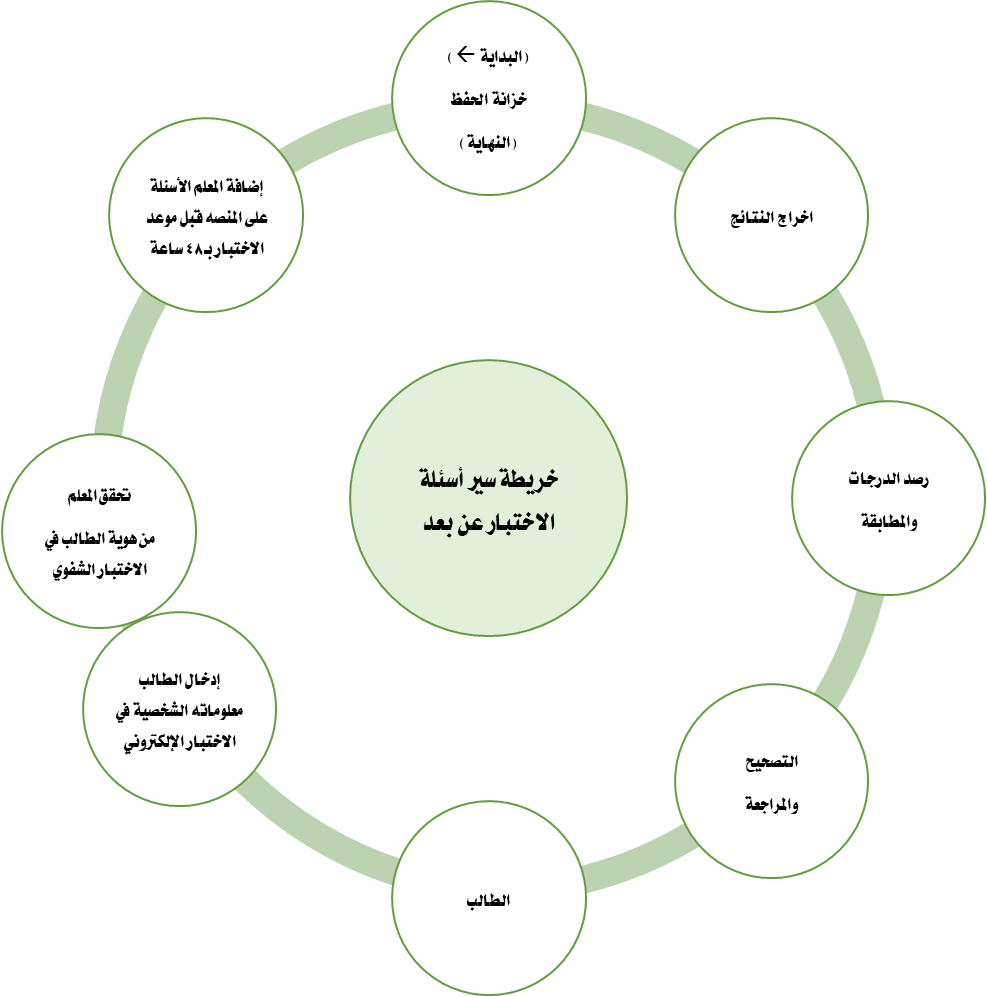 (البداية ← )
خزانة الحفظ
(النهاية )
إضافة المعلم الأسئلة
على المنصه قبل موعد
الاختبار بـ ٤٨ ساعة
تحقق المعلم
من هوية الطالب في
الاختبار الشفوي
إدخال الطالب
معلوماته الشخصية في
الاختبار الإلكتروني
الطالب
التصحيح
والمراجعة
رصد الدرجات
والمطابقة
اخراج النتائج
خريطة سير أسئلة
الاختبار عن بعد